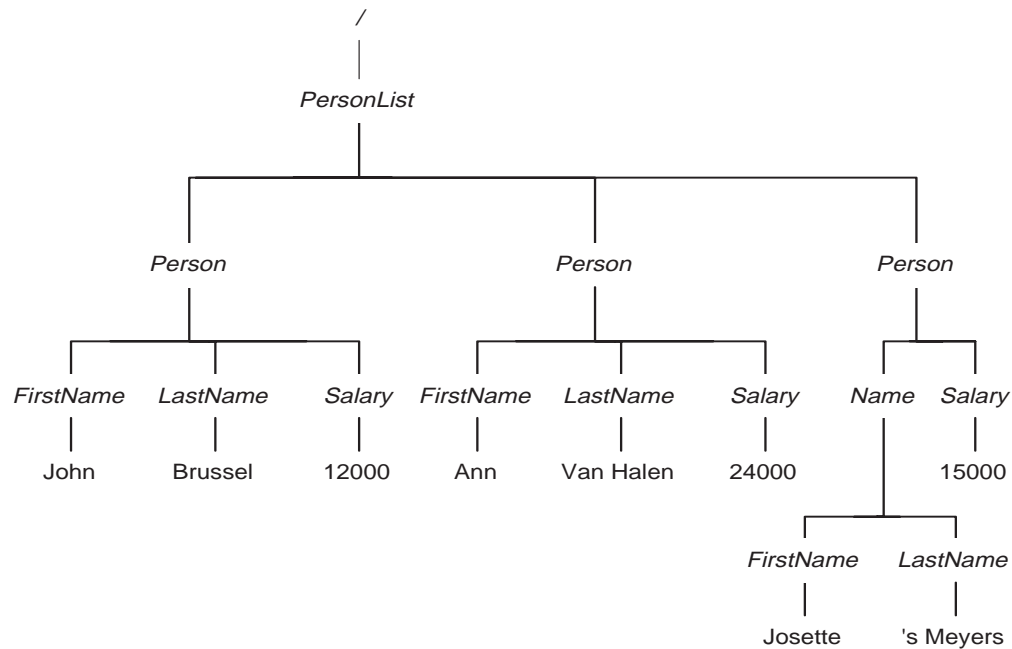 /
PersonList
Person Person Person
FirstName LastName Salary FirstName LastName Salary Name Salary
John Brussel 12000 Ann Van Halen 24000 15000
FirstName LastName
Josette 's Meyers